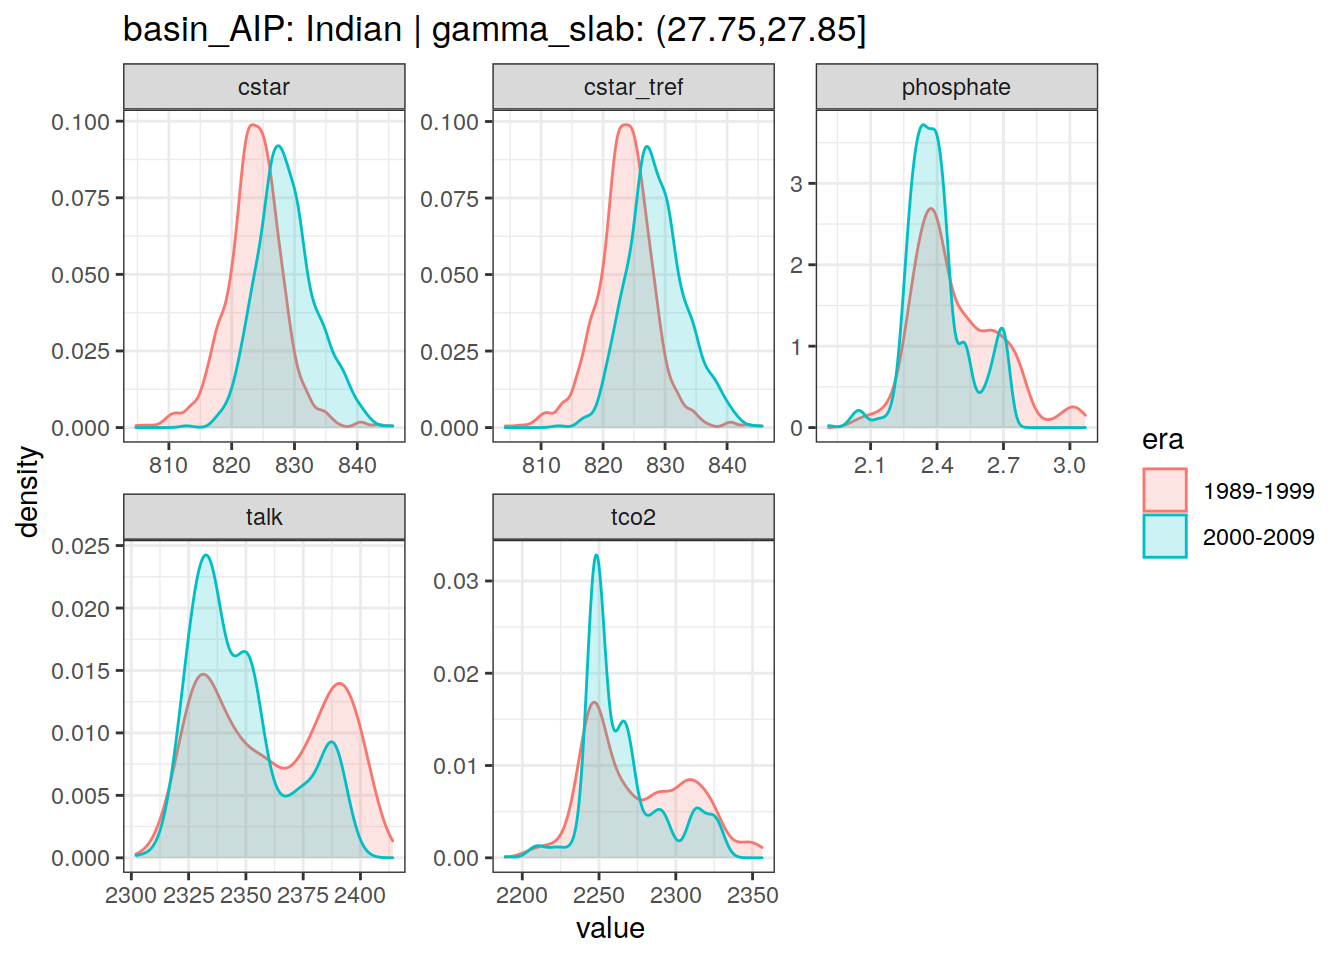 basin_AIP: Indian | gamma_slab: (27.75,27.85]
cstar
cstar_tref
phosphate
0.100
0.075
0.050
0.025
0.000
810 820 830 840
0.100
0.075
0.050
0.025
0.000
810 820 830 840
3
2
1
0
2.1 2.4 2.7 3.0
talk
tco2
0.025
0.020
0.015
0.010
0.005
0.000
2300 2325 2350 2375 2400
0.03
0.02
0.01
0.00
2200 2250 2300 2350
density
value
era
1989-1999
2000-2009